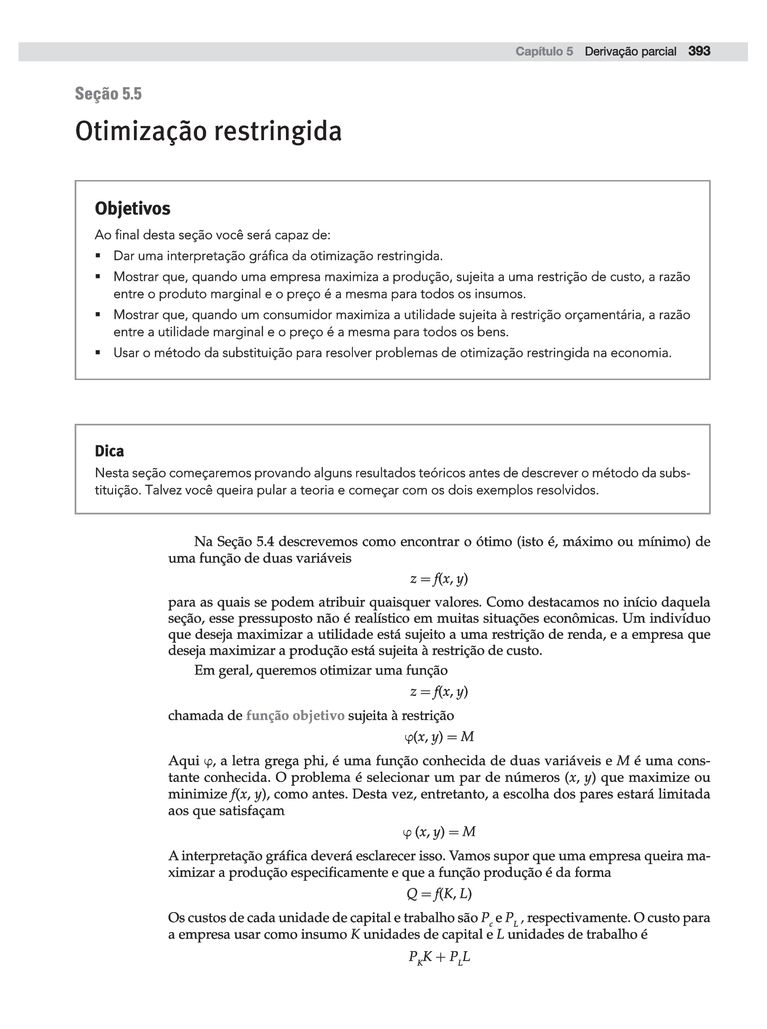 Capítulo 5 Derivação parcial 393
Seção 5.5
Otimização restringida
Objetivos
Ao final desta seção você será capaz de:
▪ Dar uma interpretação gráfica da otimização restringida.
▪ Mostrar que, quando uma empresa maximiza a produção, sujeita a uma restrição de custo, a razão
entre o produto marginal e o preço é a mesma para todos os insumos.
▪ Mostrar que, quando um consumidor maximiza a utilidade sujeita à restrição orçamentária, a razão
entre a utilidade marginal e o preço é a mesma para todos os bens.
▪ Usar o método da substituição para resolver problemas de otimização restringida na economia.
Dica
Nesta seção começaremos provando alguns resultados teóricos antes de descrever o método da subs-
tituição. Talvez você queira pular a teoria e começar com os dois exemplos resolvidos.
Na Seção 5.4 descrevemos como encontrar o ótimo (isto é, máximo ou mínimo) de
uma função de duas variáveis
z = f(x, y)
para as quais se podem atribuir quaisquer valores. Como destacamos no início daquela
seção, esse pressuposto não é realístico em muitas situações econômicas. Um indivíduo
que deseja maximizar a utilidade está sujeito a uma restrição de renda, e a empresa que
deseja maximizar a produção está sujeita à restrição de custo.
Em geral, queremos otimizar uma função
z = f(x, y)
chamada de função objetivo sujeita à restrição
φ(x, y) = M
Aqui φ, a letra grega phi, é uma função conhecida de duas variáveis e M é uma cons-
tante conhecida. O problema é selecionar um par de números (x, y) que maximize ou
minimize f(x, y), como antes. Desta vez, entretanto, a escolha dos pares estará limitada
aos que satisfaçam
φ (x, y) = M
A interpretação gráfica deverá esclarecer isso. Vamos supor que uma empresa queira ma-
ximizar a produção especificamente e que a função produção é da forma
Q = f(K, L)
Os custos de cada unidade de capital e trabalho são P_c e P_L, respectivamente. O custo para
a empresa usar como insumo K unidades de capital e L unidades de trabalho é
P_K K + P_L L